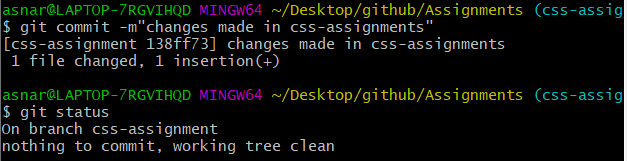 asnar@LAPTOP-7RGVIHQD MINGW64 ~/Desktop/github/Assignments (css-assig
$ git commit -m"changes made in css-assignments"
[css-assignment 138ff73] changes made in css-assignments
 1 file changed, 1 insertion(+)

asnar@LAPTOP-7RGVIHQD MINGW64 ~/Desktop/github/Assignments (css-assig
$ git status
On branch css-assignment
nothing to commit, working tree clean